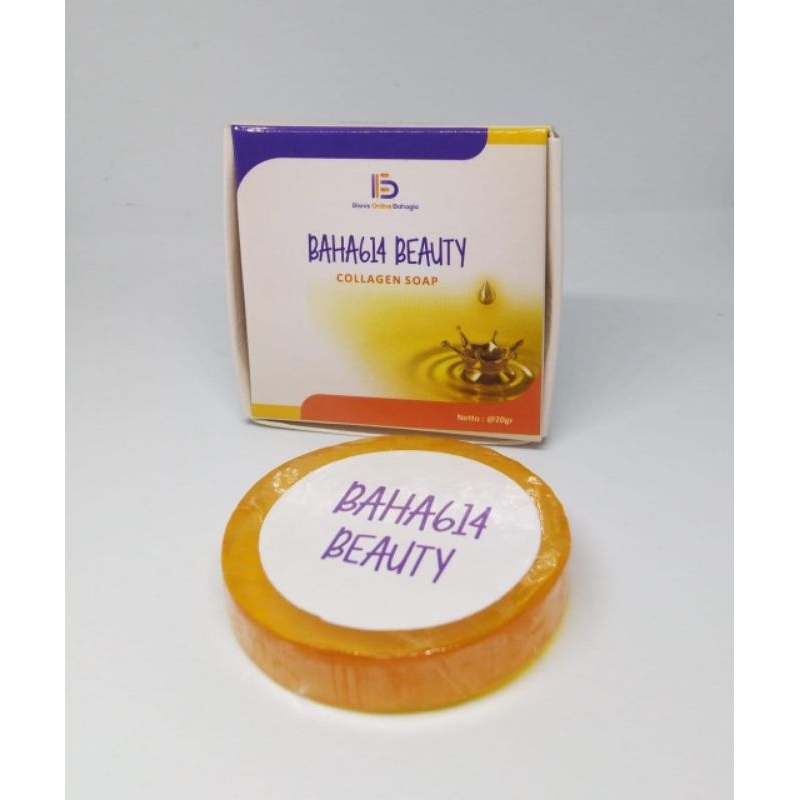 Bisnis Online Bahagia
BAHA614 BEAUTY
COLLAGEN SOAP
Netto : @20gr
BAHA614
BEAUTY